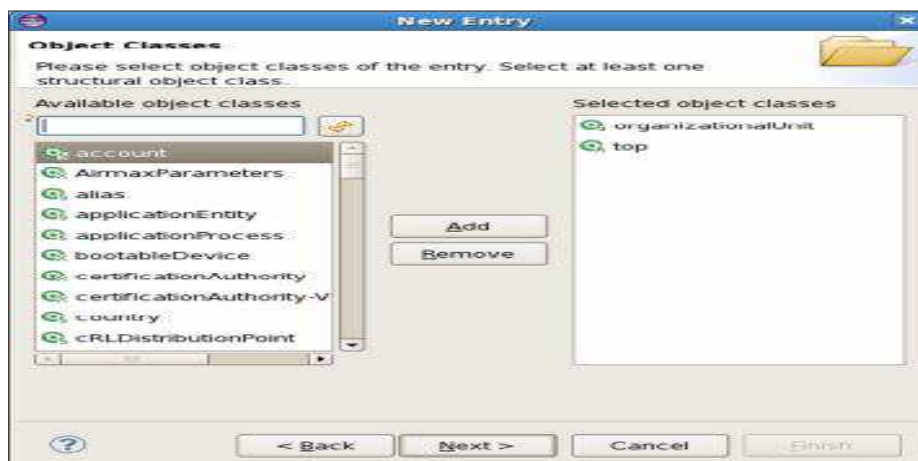 New Entry
Object Classes
Please select object classes of the entry. Select at least one
structural object class.
Available object classes
Selected object classes
account
AirmaxParameters
alias
applicationEntity
applicationProcess
bootableDevice
certificationAuthority
certificationAuthority-V
country
cRLDistributionPoint
Add
Remove
organizationalUnit
top
< Back
Next >
Cancel
Finish